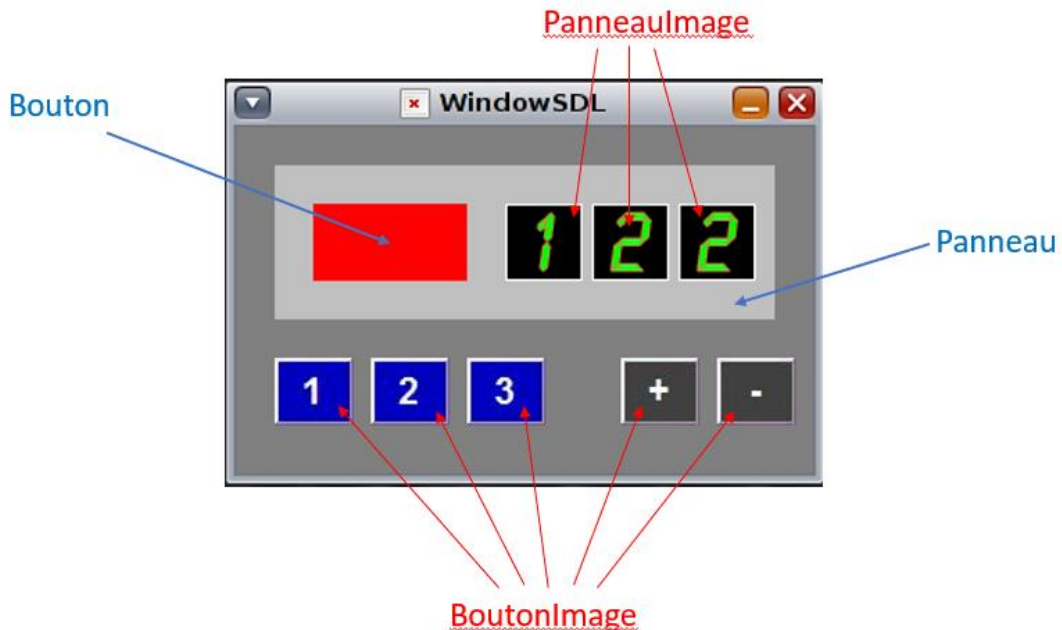 PanneauImage
Bouton
WindowSDL
1 2 2
Panneau
1 2 3 + -
BoutonImage